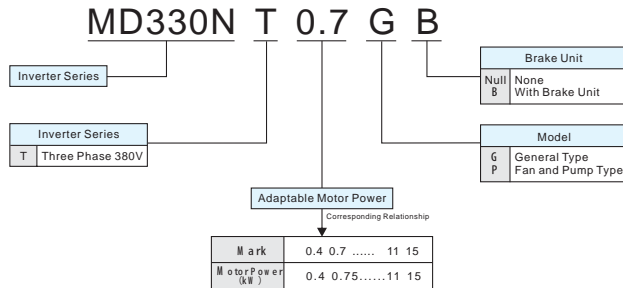 MD330N T 0.7 G B
Inverter Series
Brake Unit
Null None
B With Brake Unit
Inverter Series
T Three Phase 380V
Model
G General Type
P Fan and Pump Type
Adaptable Motor Power
Corresponding Relationship
Mark 0.4 0.7 ...... 11 15
MotorPower (kW) 0.4 0.75......11 15